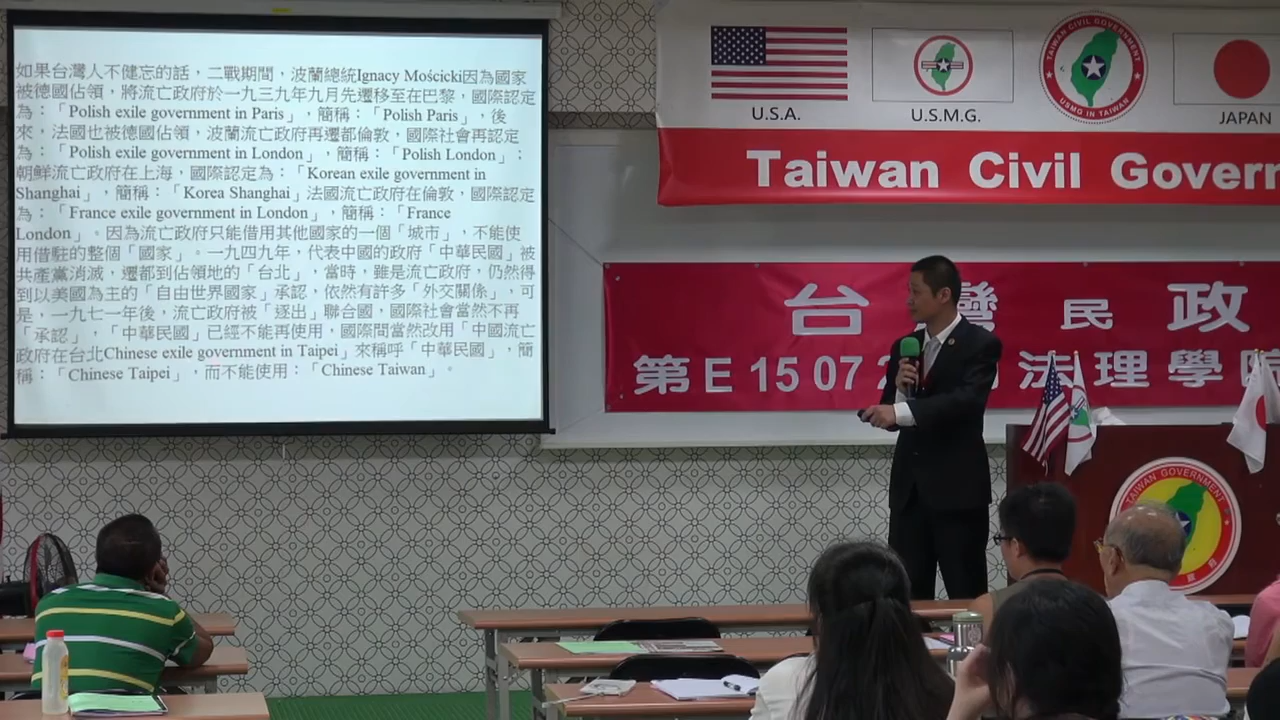 如果台灣人不健忘的話，二戰期間，波蘭總統Ignacy Mościcki因為國家
被德國佔領，將流亡政府於一九三九年九月先遷移至在巴黎，國際認定
為：「Polish exile government in Paris」，簡稱：「Polish Paris」，後
來，法國也被德國佔領，波蘭流亡政府再遷都倫敦，國際社會再認定
為：「Polish exile government in London」，簡稱：「Polish London」；
朝鮮流亡政府在上海，國際認定為：「Korean exile government in
Shanghai」，簡稱：「Korea Shanghai」法國流亡政府在倫敦，國際認定
為：「France exile government in London」，簡稱：「France
London」。因為流亡政府只能借用其他國家的一個「城市」，不能使
用借駐的整個「國家」。一九四九年，代表中國的政府「中華民國」被
共產黨消滅，遷都到佔領地的「台北」，當時，雖是流亡政府，仍然得
到以美國為主的「自由世界國家」承認，依然有許多「外交關係」，可
是，一九七一年後，流亡政府被「逐出」聯合國，國際社會當然不再
「承認」，「中華民國」已經不能再使用，國際間當然改用「中國流亡
政府在台北Chinese exile government in Taipei」來稱呼「中華民國」，簡
稱：「Chinese Taipei」，而不能使用：「Chinese Taiwan」。
U.S.A.
U.S.M.G.
TAIWAN CIVIL GOVERNMENT
USMG IN TAIWAN
JAPAN
Taiwan Civil Govern
台灣民政
第E 15 07 2 法理學院
TAIWAN GOVERNMENT